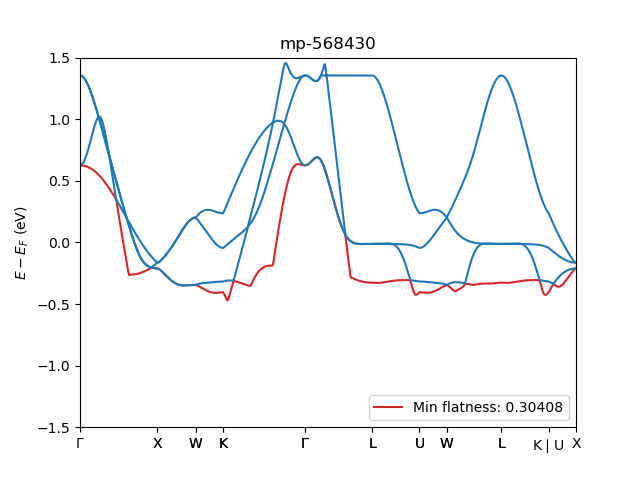 mp-568430
E − E_F (eV)
1.5
1.0
0.5
0.0
−0.5
−1.0
−1.5
Min flatness: 0.30408
Γ X W K Γ L U W L K | U X